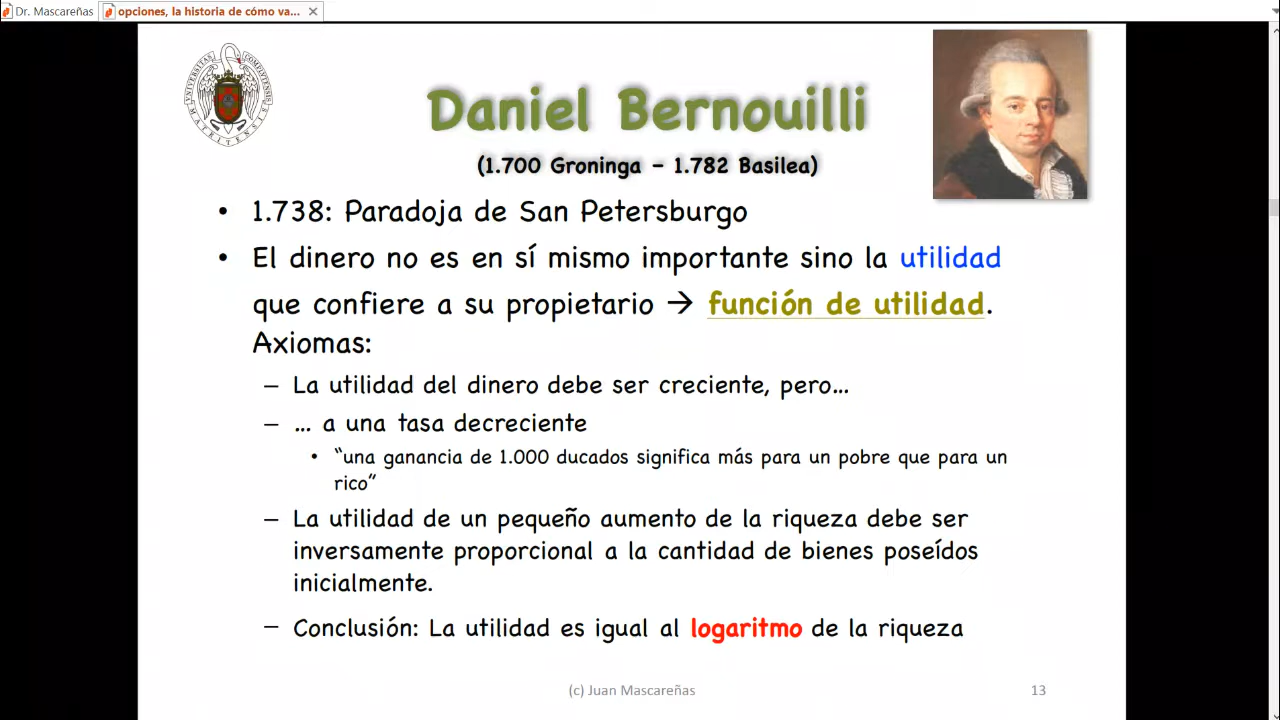 Dr. Mascareñas
opciones, la historia de cómo va...
UNIVERSITAS COMPLUTENSIS
MATRITENSIS
Daniel Bernouilli
(1.700 Groninga – 1.782 Basilea)
• 1.738: Paradoja de San Petersburgo
• El dinero no es en sí mismo importante sino la utilidad
que confiere a su propietario → función de utilidad.
Axiomas:
– La utilidad del dinero debe ser creciente, pero...
– ... a una tasa decreciente
• “una ganancia de 1.000 ducados significa más para un pobre que para un
rico”
– La utilidad de un pequeño aumento de la riqueza debe ser
inversamente proporcional a la cantidad de bienes poseídos
inicialmente.
– Conclusión: La utilidad es igual al logaritmo de la riqueza
(c) Juan Mascareñas
13